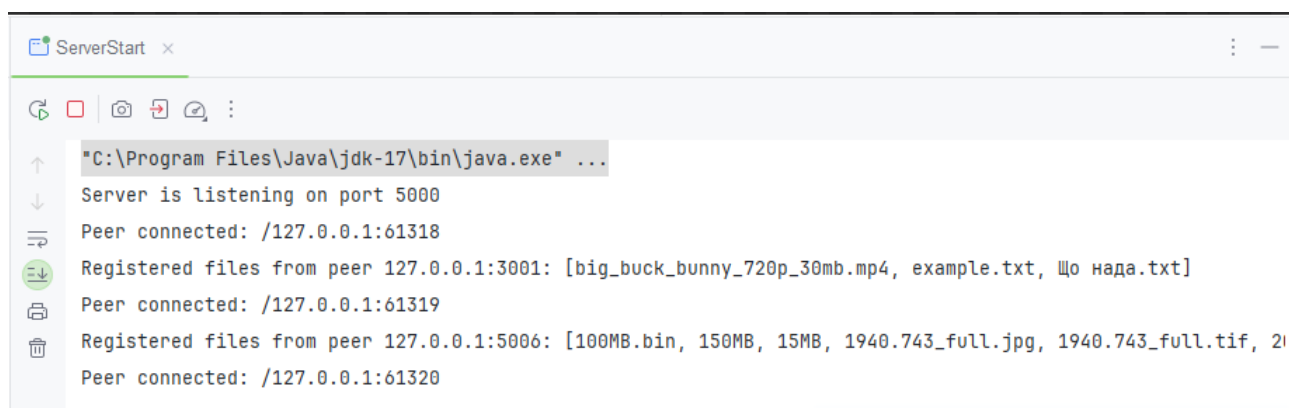 ServerStart
"C:\Program Files\Java\jdk-17\bin\java.exe" ...
Server is listening on port 5000
Peer connected: /127.0.0.1:61318
Registered files from peer 127.0.0.1:3001: [big_buck_bunny_720p_30mb.mp4, example.txt, Що нада.txt]
Peer connected: /127.0.0.1:61319
Registered files from peer 127.0.0.1:5006: [100MB.bin, 150MB, 15MB, 1940.743_full.jpg, 1940.743_full.tif,
Peer connected: /127.0.0.1:61320